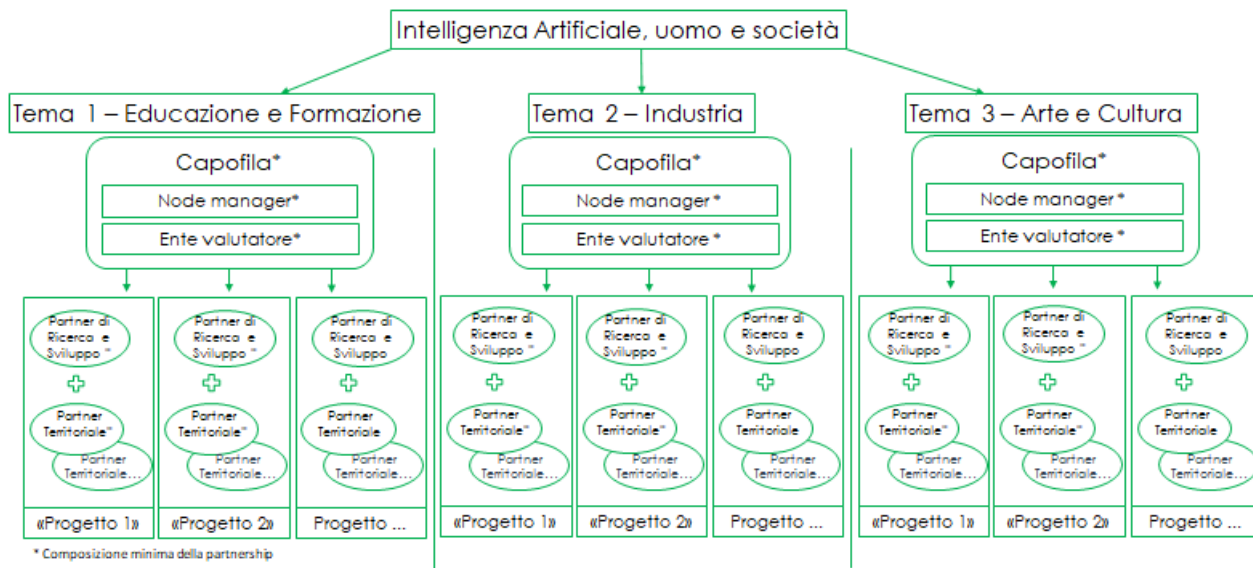 Intelligenza Artificiale, uomo e società
Tema 1 – Educazione e Formazione
Capofila*
Node manager*
Ente valutatore*
Partner di
Ricerca e
Sviluppo *
Partner
Territoriale*
Partner
Territoriale...
«Progetto 1»
Partner di
Ricerca e
Sviluppo *
Partner
Territoriale*
Partner
Territoriale...
«Progetto 2»
Partner di
Ricerca e
Sviluppo
Partner
Territoriale
Partner
Territoriale...
Progetto ...
* Composizione minima della partnership
Tema 2 – Industria
Capofila*
Node manager*
Ente valutatore*
Partner di
Ricerca e
Sviluppo *
Partner
Territoriale*
Partner
Territoriale...
«Progetto 1»
Partner di
Ricerca e
Sviluppo *
Partner
Territoriale*
Partner
Territoriale...
«Progetto 2»
Partner di
Ricerca e
Sviluppo
Partner
Territoriale
Partner
Territoriale...
Progetto ...
Tema 3 – Arte e Cultura
Capofila*
Node manager*
Ente valutatore *
Partner di
Ricerca e
Sviluppo *
Partner
Territoriale*
Partner
Territoriale...
«Progetto 1»
Partner di
Ricerca e
Sviluppo *
Partner
Territoriale*
Partner
Territoriale...
«Progetto 2»
Partner di
Ricerca e
Sviluppo
Partner
Territoriale
Partner
Territoriale...
Progetto ...